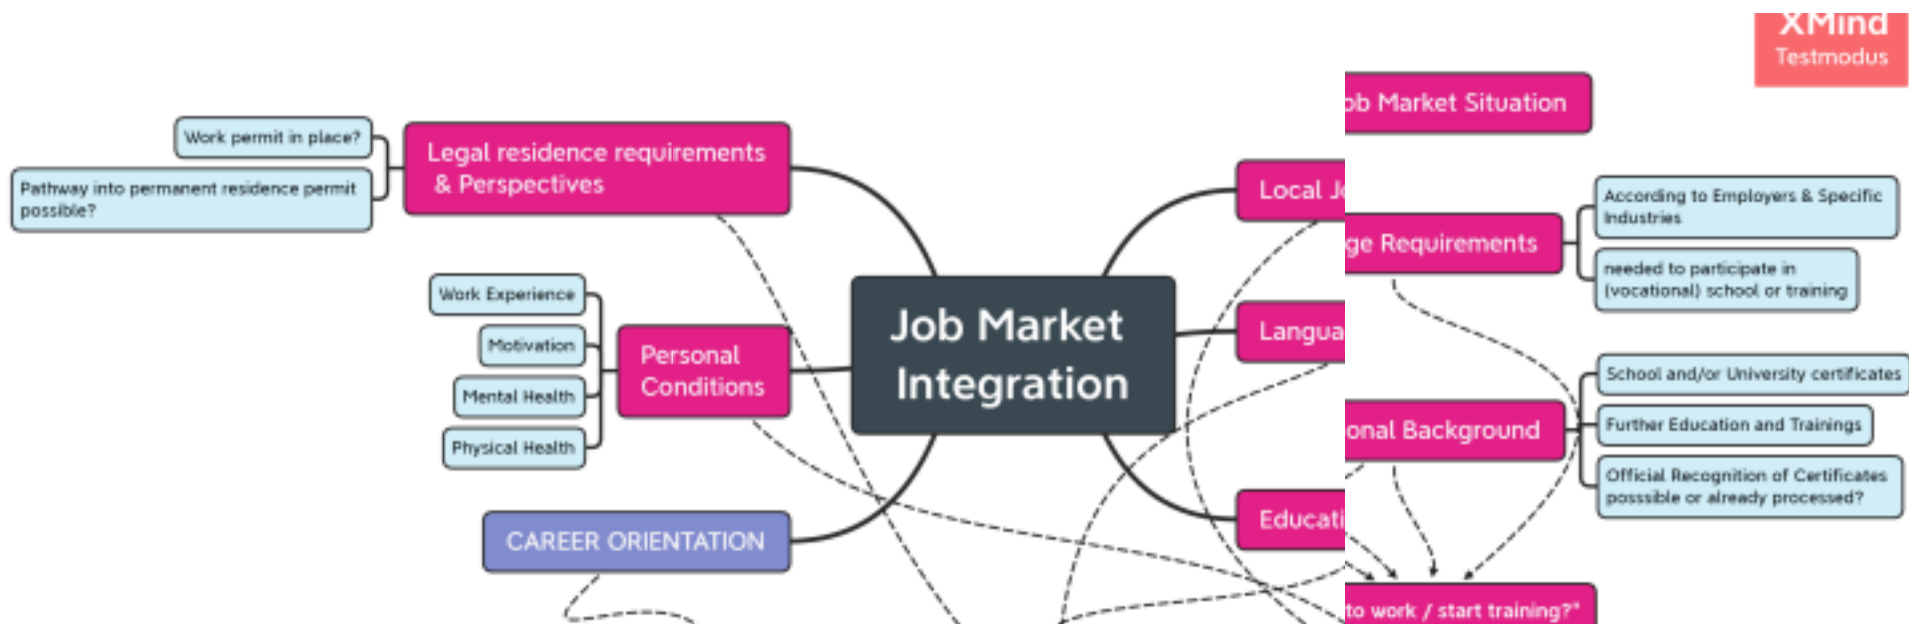 XMind
Testmodus
Work permit in place?
Pathway into permanent residence permit
possible?
Legal residence requirements
& Perspectives
Work Experience
Motivation
Mental Health
Physical Health
Personal
Conditions
CAREER ORIENTATION
Job Market
Integration
Local Jo
ob Market Situation
Langua
ge Requirements
According to Employers & Specific
Industries
needed to participate in
(vocational) school or training
Educati
onal Background
School and/or University certificates
Further Education and Trainings
Official Recognition of Certificates
posssible or already processed?
to work / start training?"